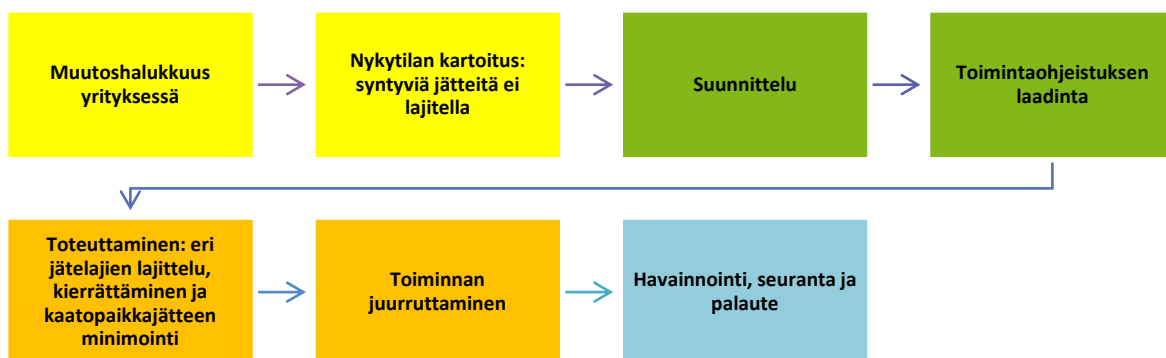 Muutoshalukkuus
yrityksessä
Nykytilan kartoitus:
syntyviä jätteitä ei
lajitella
Suunnittelu
Toimintaohjeistuksen
laadinta
Toteuttaminen: eri
jätelajien lajittelu,
kierrättäminen ja
kaatopaikkajätteen
minimointi
Toiminnan
juurruttaminen
Havainnointi, seuranta ja
palaute